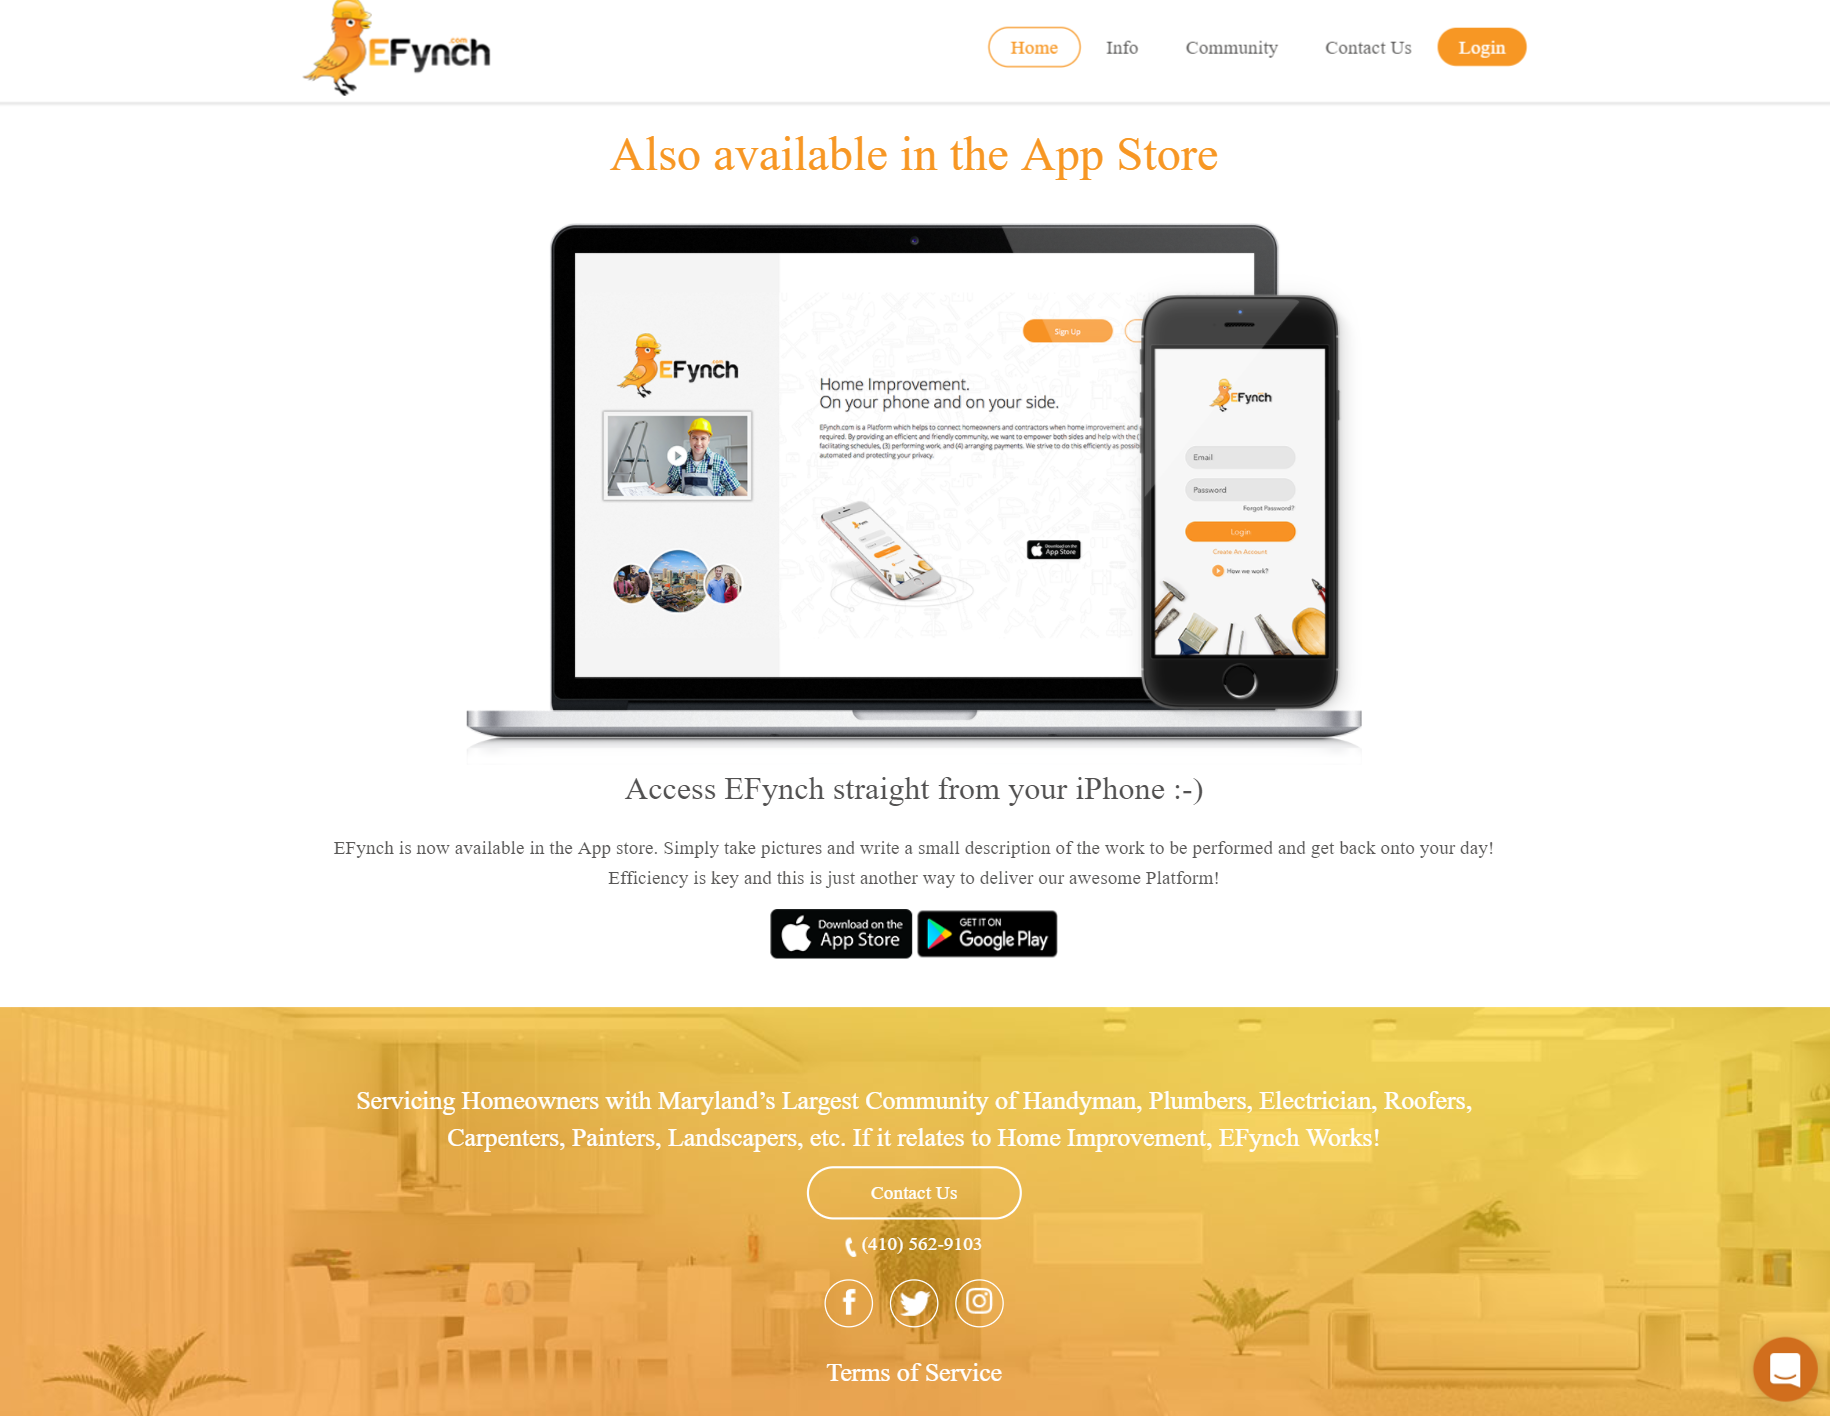 EFynch
.com
Home
Info
Community
Contact Us
Login
Also available in the App Store
Sign Up
EFynch
.com
Home Improvement.
On your phone and on your side.
EFynch.com is a Platform which helps to connect homeowners and contractors when home improvement and
required. By providing an efficient and friendly community, we want to empower both sides and help with the
facilitating schedules, (3) performing work, and (4) arranging payments. We strive to do this efficiently as
automated and protecting your privacy.
Download on the
App Store
EFynch
Email
Password
Forgot Password?
Login
Create An Account
How we work?
Access EFynch straight from your iPhone :-)
EFynch is now available in the App store. Simply take pictures and write a small description of the work to be performed and get back onto your day!
Efficiency is key and this is just another way to deliver our awesome Platform!
Download on the
App Store
GET IT ON
Google Play
Servicing Homeowners with Maryland’s Largest Community of Handyman, Plumbers, Electrician, Roofers,
Carpenters, Painters, Landscapers, etc. If it relates to Home Improvement, EFynch Works!
Contact Us
(410) 562-9103
Terms of Service